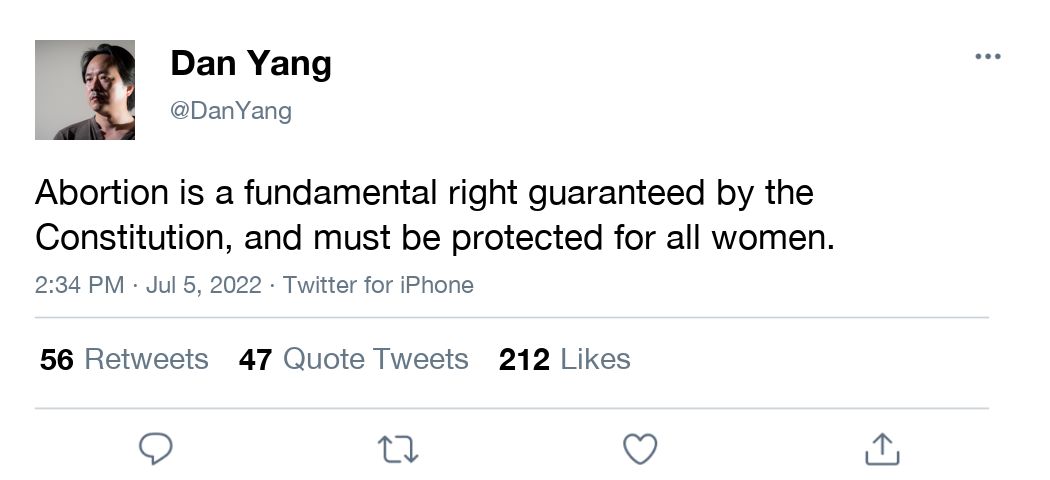 Dan Yang
@DanYang
Abortion is a fundamental right guaranteed by the
Constitution, and must be protected for all women.
2:34 PM · Jul 5, 2022 · Twitter for iPhone
56 Retweets 47 Quote Tweets 212 Likes